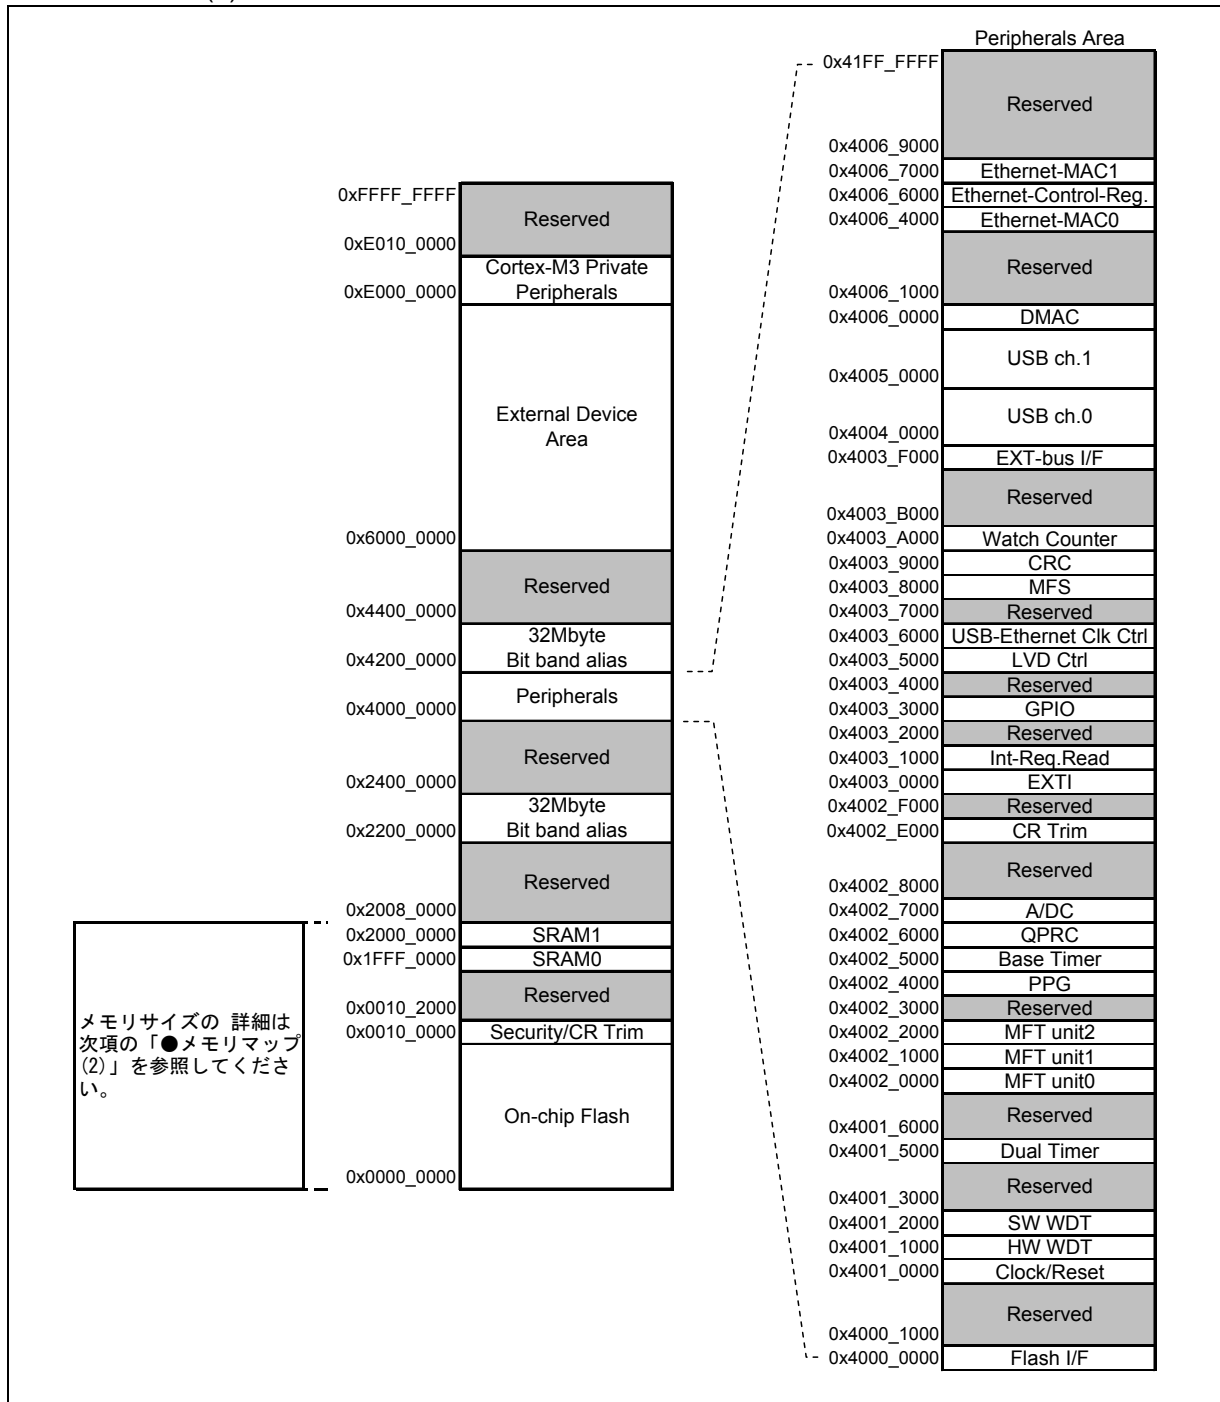 0xFFFF_FFFF
Reserved
0xE010_0000
Cortex-M3 Private
0xE000_0000 Peripherals
External Device
Area
0x6000_0000
Reserved
0x4400_0000
32Mbyte
0x4200_0000 Bit band alias
Peripherals
0x4000_0000
Reserved
0x2400_0000
32Mbyte
0x2200_0000 Bit band alias
Reserved
0x2008_0000
0x2000_0000 SRAM1
0x1FFF_0000 SRAM0
Reserved
0x0010_2000
0x0010_0000 Security/CR Trim
On-chip Flash
0x0000_0000
メモリサイズの 詳細は
次項の「●メモリマップ
(2)」を参照してくださ
い。
Peripherals Area
0x41FF_FFFF
Reserved
0x4006_9000
0x4006_7000 Ethernet-MAC1
0x4006_6000 Ethernet-Control-Reg.
0x4006_4000 Ethernet-MAC0
Reserved
0x4006_1000
0x4006_0000 DMAC
USB ch.1
0x4005_0000
USB ch.0
0x4004_0000
0x4003_F000 EXT-bus I/F
Reserved
0x4003_B000
0x4003_A000 Watch Counter
0x4003_9000 CRC
0x4003_8000 MFS
0x4003_7000 Reserved
0x4003_6000 USB-Ethernet Clk Ctrl
0x4003_5000 LVD Ctrl
0x4003_4000 Reserved
0x4003_3000 GPIO
0x4003_2000 Reserved
0x4003_1000 Int-Req.Read
0x4003_0000 EXTI
0x4002_F000 Reserved
0x4002_E000 CR Trim
Reserved
0x4002_8000
0x4002_7000 A/DC
0x4002_6000 QPRC
0x4002_5000 Base Timer
0x4002_4000 PPG
0x4002_3000 Reserved
0x4002_2000 MFT unit2
0x4002_1000 MFT unit1
0x4002_0000 MFT unit0
Reserved
0x4001_6000
0x4001_5000 Dual Timer
Reserved
0x4001_3000
0x4001_2000 SW WDT
0x4001_1000 HW WDT
0x4001_0000 Clock/Reset
Reserved
0x4000_1000
0x4000_0000 Flash I/F